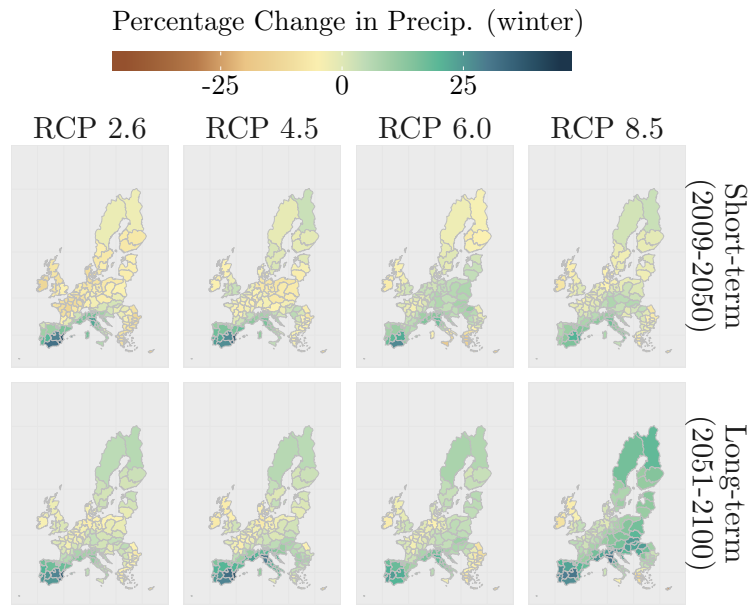 Percentage Change in Precip. (winter)
-25 0 25
RCP 2.6 RCP 4.5 RCP 6.0 RCP 8.5
Short-term
(2009-2050)
Long-term
(2051-2100)